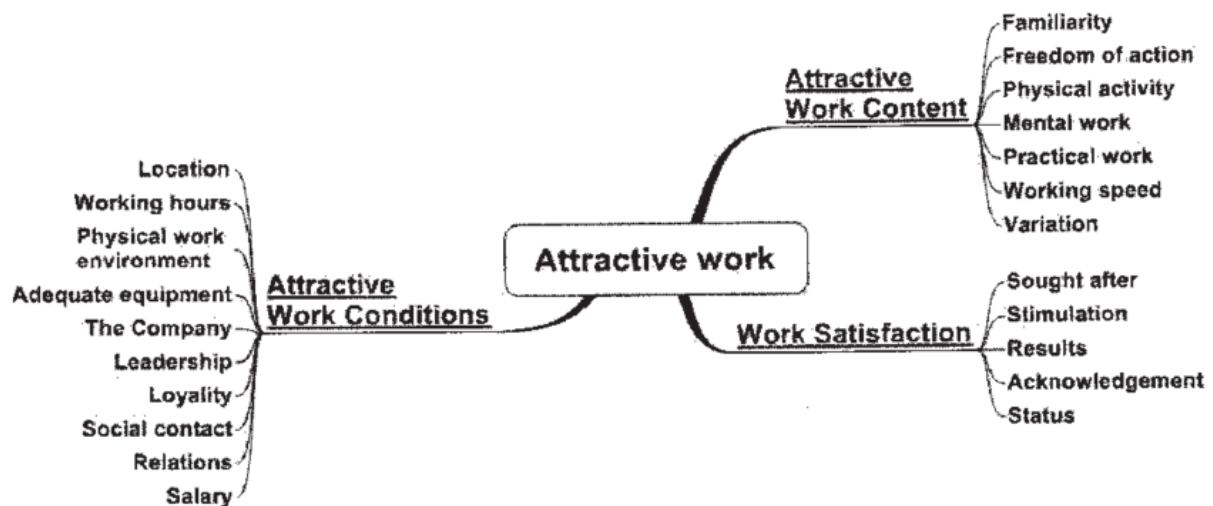 Attractive work
Attractive
Work Content
Familiarity
Freedom of action
Physical activity
Mental work
Practical work
Working speed
Variation
Work Satisfaction
Sought after
Stimulation
Results
Acknowledgement
Status
Attractive
Work Conditions
Location
Working hours
Physical work
environment
Adequate equipment
The Company
Leadership
Loyality
Social contact
Relations
Salary